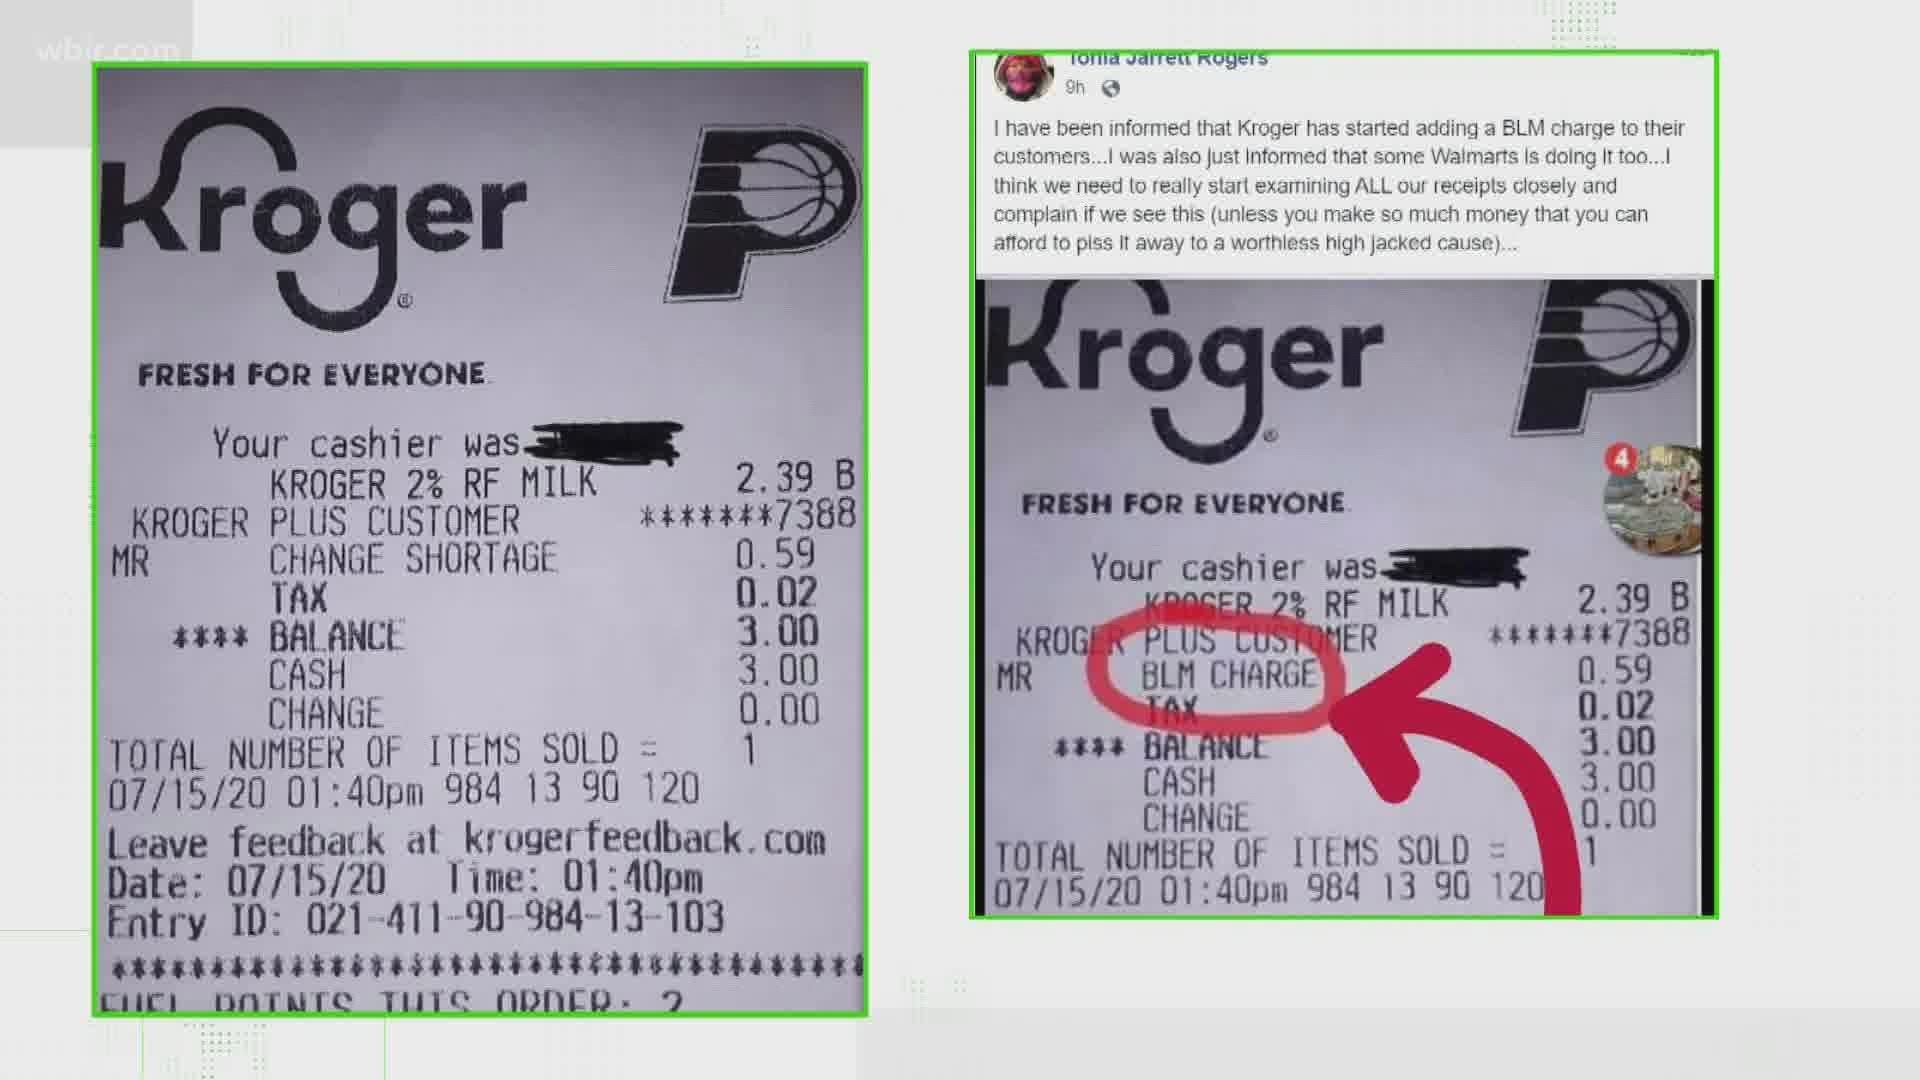 wbir.com
Kroger
®
P
FRESH FOR EVERYONE.
Your cashier was
KROGER 2% RF MILK 2.39 B
KROGER PLUS CUSTOMER *******7388
MR CHANGE SHORTAGE 0.59
TAX 0.02
**** BALANCE 3.00
CASH 3.00
CHANGE 0.00
TOTAL NUMBER OF ITEMS SOLD = 1
07/15/20 01:40pm 984 13 90 120
Leave feedback at krogerfeedback.com
Date: 07/15/20 Time: 01:40pm
Entry ID: 021-411-90-984-13-103
***************************************
FUEL POINTS THIS ORDER: 2
Tonia Jarrett Rogers
9h
I have been informed that Kroger has started adding a BLM charge to their
customers...I was also just informed that some Walmarts is doing it too...I
think we need to really start examining ALL our receipts closely and
complain if we see this (unless you make so much money that you can
afford to piss it away to a worthless high jacked cause)...
Kroger
®
P
4
FRESH FOR EVERYONE.
Your cashier was
KROGER 2% RF MILK 2.39 B
KROGER PLUS CUSTOMER *******7388
MR BLM CHARGE 0.59
TAX 0.02
**** BALANCE 3.00
CASH 3.00
CHANGE 0.00
TOTAL NUMBER OF ITEMS SOLD = 1
07/15/20 01:40pm 984 13 90 120